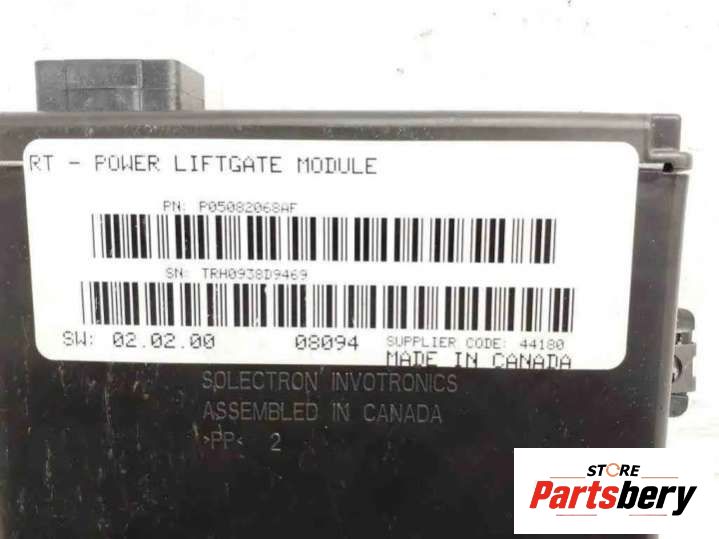 RT - POWER LIFTGATE MODULE
PN: P05082068AF
SN: TRH0938D9469
SW: 02.02.00 08094 SUPPLIER CODE: 44180
MADE IN CANADA
SOLECTRON INVOTRONICS
ASSEMBLED IN CANADA
>PP< 2
STORE
Partsbery